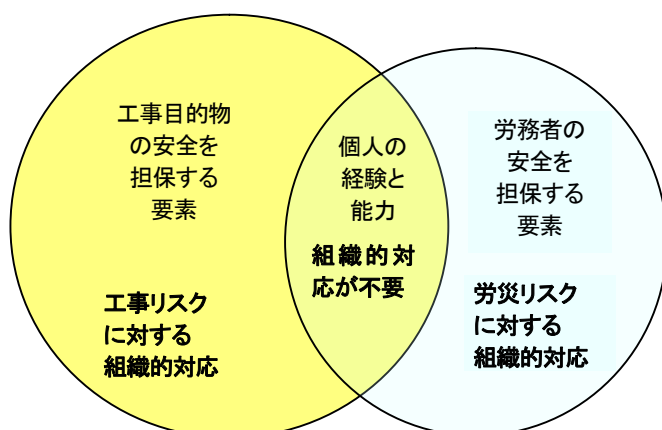 工事目的物
の安全を
担保する
要素
工事リスク
に対する
組織的対応
個人の
経験と
能力
組織的対
応が不要
労務者の
安全を
担保する
要素
労災リスク
に対する
組織的対応